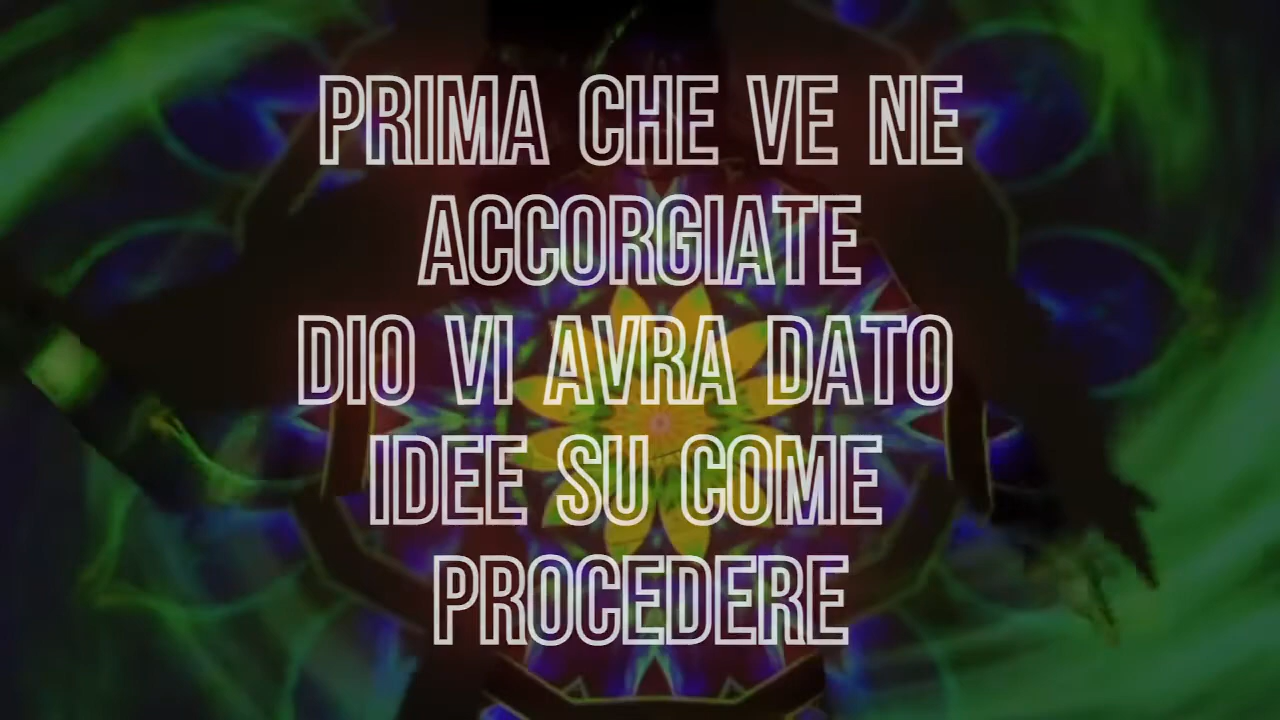 PRIMA CHE VE NE
ACCORGIATE
DIO VI AVRA DATO
IDEE SU COME
PROCEDERE